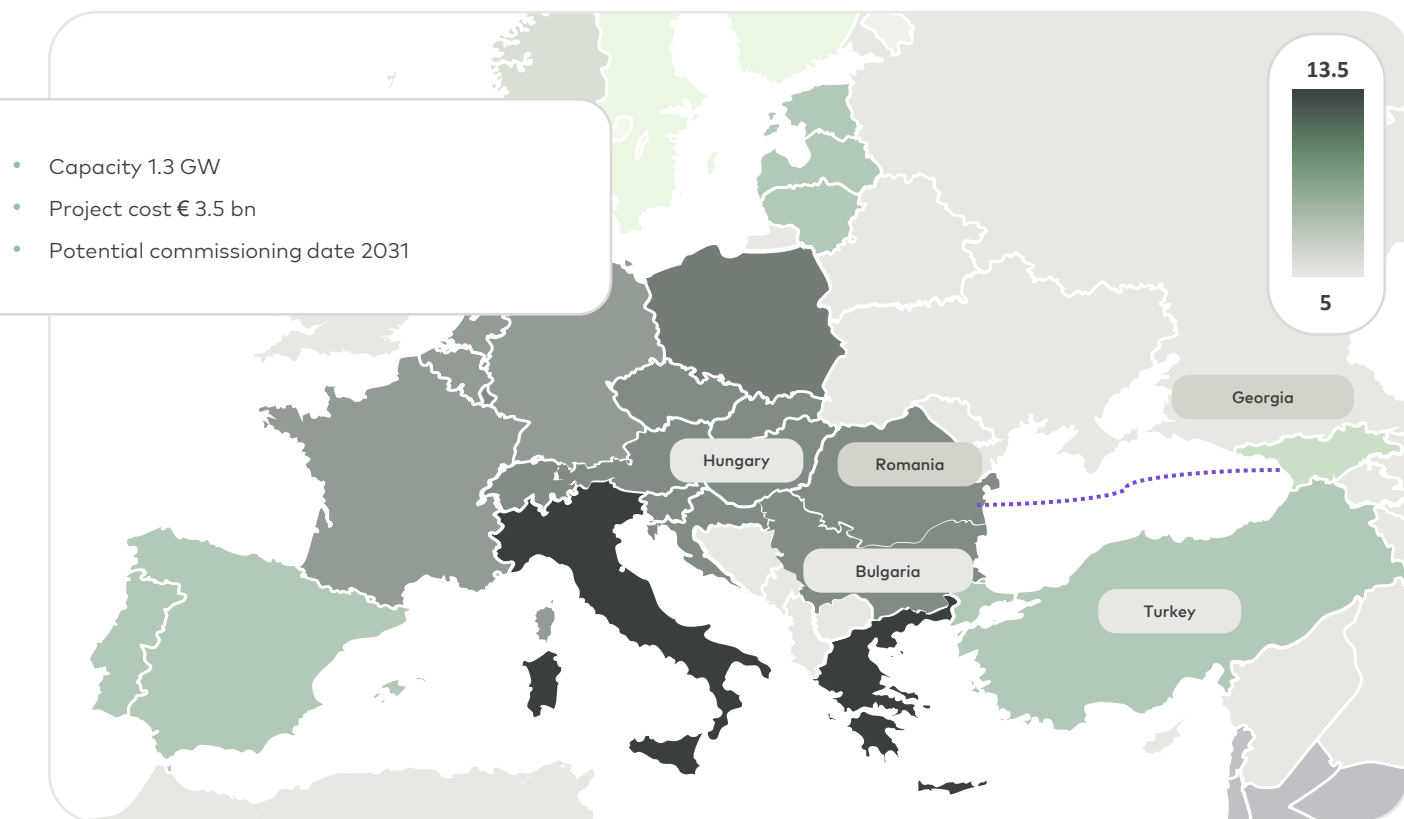 13.5
• Capacity 1.3 GW
• Project cost € 3.5 bn
• Potential commissioning date 2031
5
Georgia
Hungary
Romania
Bulgaria
Turkey